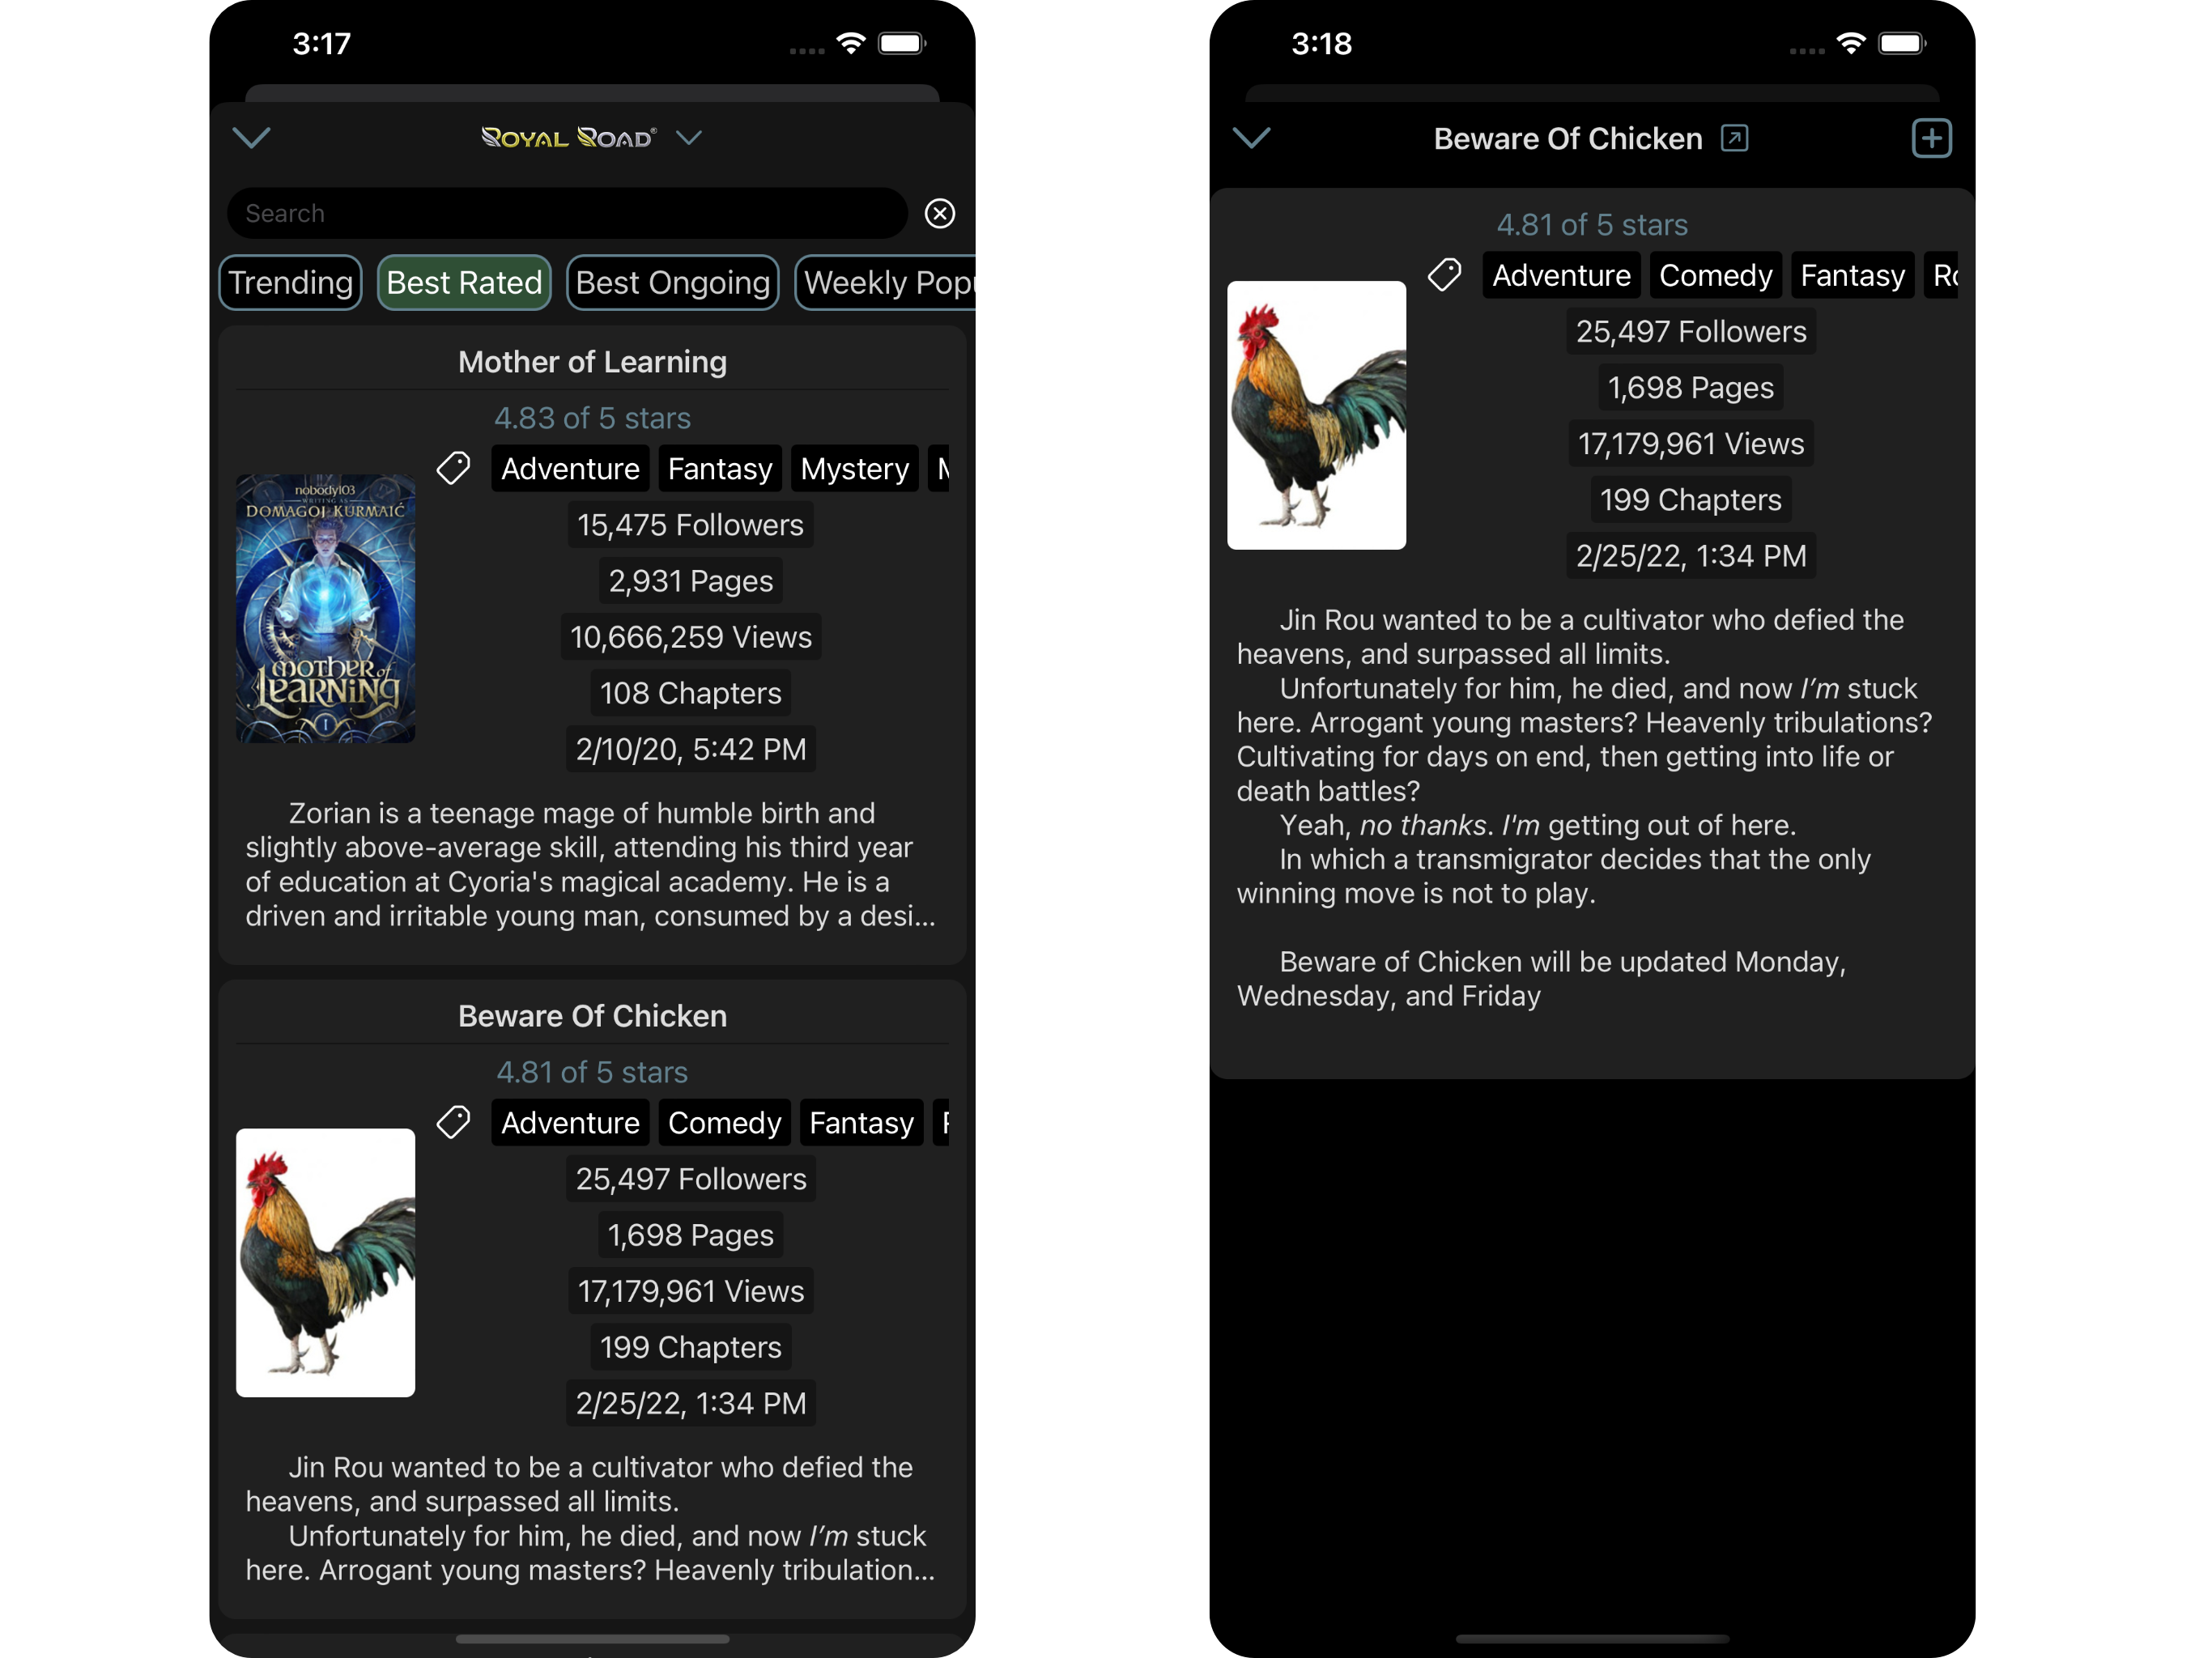 3:17
ROYAL ROAD®
Search
Trending
Best Rated
Best Ongoing
Weekly Popu
Mother of Learning
4.83 of 5 stars
Adventure
Fantasy
Mystery
nobody103
WRITING AS
DOMAGOJ KURMAIĆ
MOTHER of
LEARNING
I
15,475 Followers
2,931 Pages
10,666,259 Views
108 Chapters
2/10/20, 5:42 PM
Zorian is a teenage mage of humble birth and
slightly above-average skill, attending his third year
of education at Cyoria's magical academy. He is a
driven and irritable young man, consumed by a desi...
Beware Of Chicken
4.81 of 5 stars
Adventure
Comedy
Fantasy
25,497 Followers
1,698 Pages
17,179,961 Views
199 Chapters
2/25/22, 1:34 PM
Jin Rou wanted to be a cultivator who defied the
heavens, and surpassed all limits.
Unfortunately for him, he died, and now I’m stuck
here. Arrogant young masters? Heavenly tribulation...
3:18
Beware Of Chicken
4.81 of 5 stars
Adventure
Comedy
Fantasy
Ro
25,497 Followers
1,698 Pages
17,179,961 Views
199 Chapters
2/25/22, 1:34 PM
Jin Rou wanted to be a cultivator who defied the
heavens, and surpassed all limits.
Unfortunately for him, he died, and now I’m stuck
here. Arrogant young masters? Heavenly tribulations?
Cultivating for days on end, then getting into life or
death battles?
Yeah, no thanks. I'm getting out of here.
In which a transmigrator decides that the only
winning move is not to play.
Beware of Chicken will be updated Monday,
Wednesday, and Friday